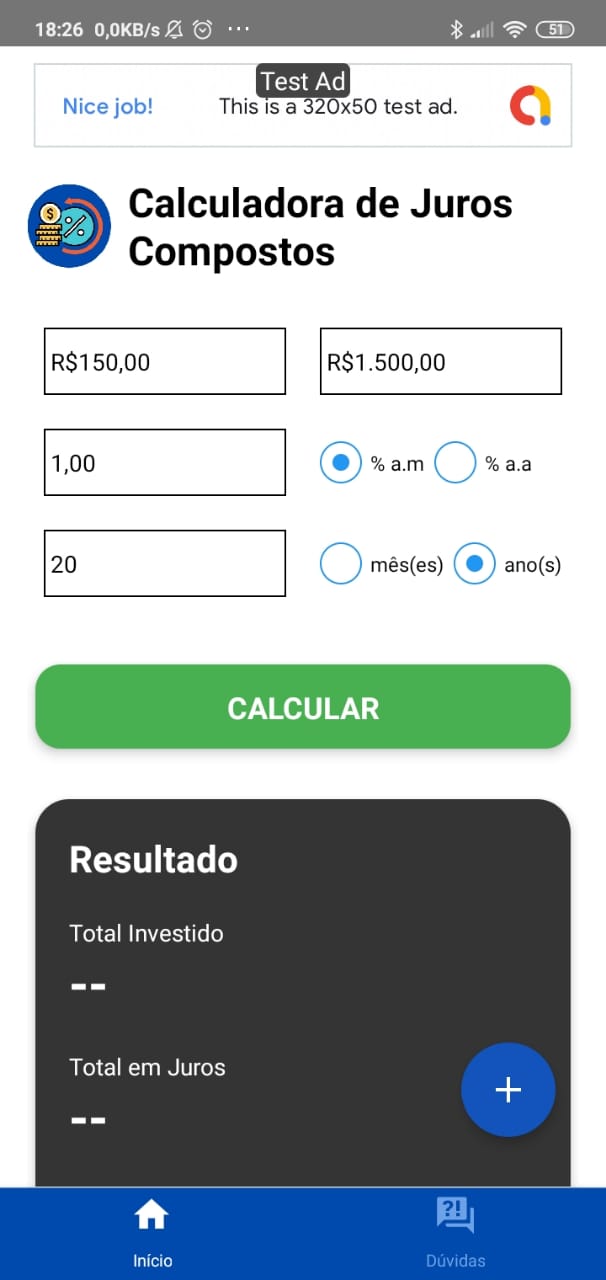 18:26 0,0KB/s ... 51
Test Ad
Nice job! This is a 320x50 test ad.
Calculadora de Juros
Compostos
R$150,00 R$1.500,00
1,00 % a.m % a.a
20 mês(es) ano(s)
CALCULAR
Resultado
Total Investido
--
Total em Juros
--
+
?!
Início Dúvidas